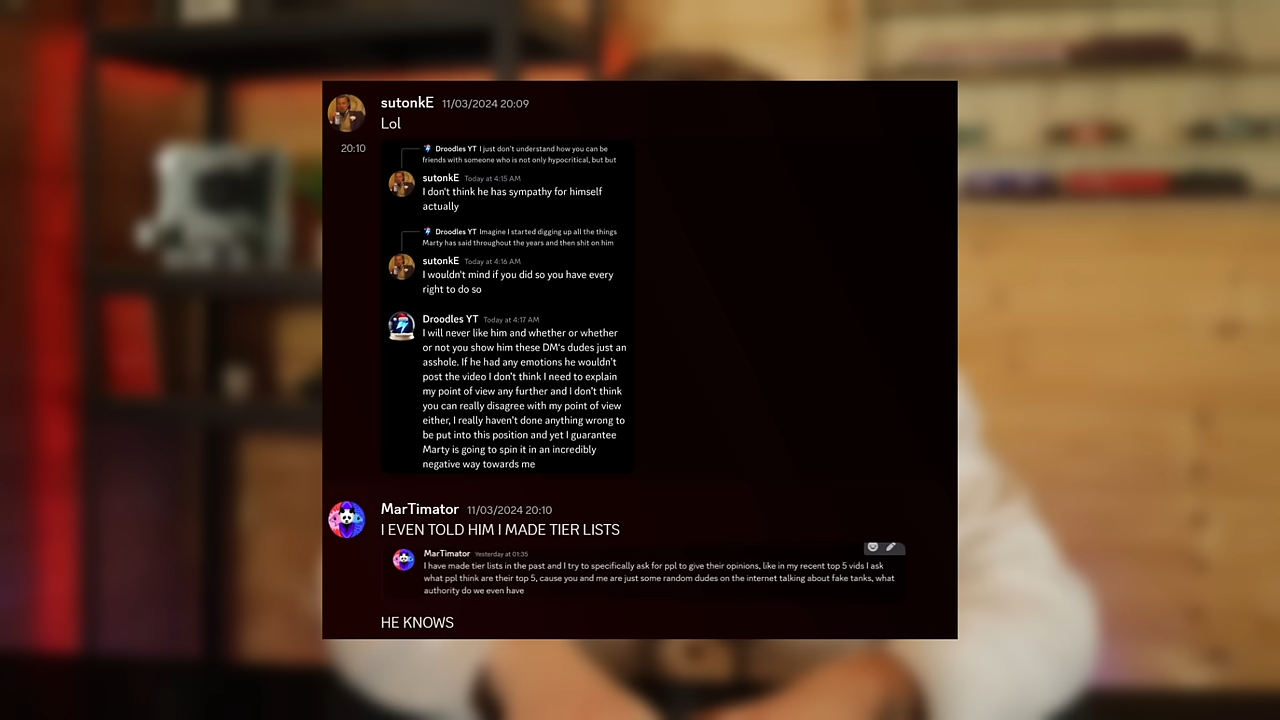 sutonkE 11/03/2024 20:09
Lol
20:10
Droodles YT I just don't understand how you can be
friends with someone who is not only hypocritical, but but
sutonkE Today at 4:15 AM
I don't think he has sympathy for himself
actually
Droodles YT Imagine I started digging up all the things
Marty has said throughout the years and then shit on him
sutonkE Today at 4:16 AM
I wouldn't mind if you did so you have every
right to do so
Droodles YT Today at 4:17 AM
I will never like him and whether or whether
or not you show him these DM's dudes just an
asshole. If he had any emotions he wouldn't
post the video I don't think I need to explain
my point of view any further and I don't think
you can really disagree with my point of view
either, I really haven't done anything wrong to
be put into this position and yet I guarantee
Marty is going to spin it in an incredibly
negative way towards me
MarTimator 11/03/2024 20:10
I EVEN TOLD HIM I MADE TIER LISTS
MarTimator Yesterday at 01:35
I have made tier lists in the past and I try to specifically ask for ppl to give their opinions, like in my recent top 5 vids I ask
what ppl think are their top 5, cause you and me are just some random dudes on the internet talking about fake tanks, what
authority do we even have
HE KNOWS